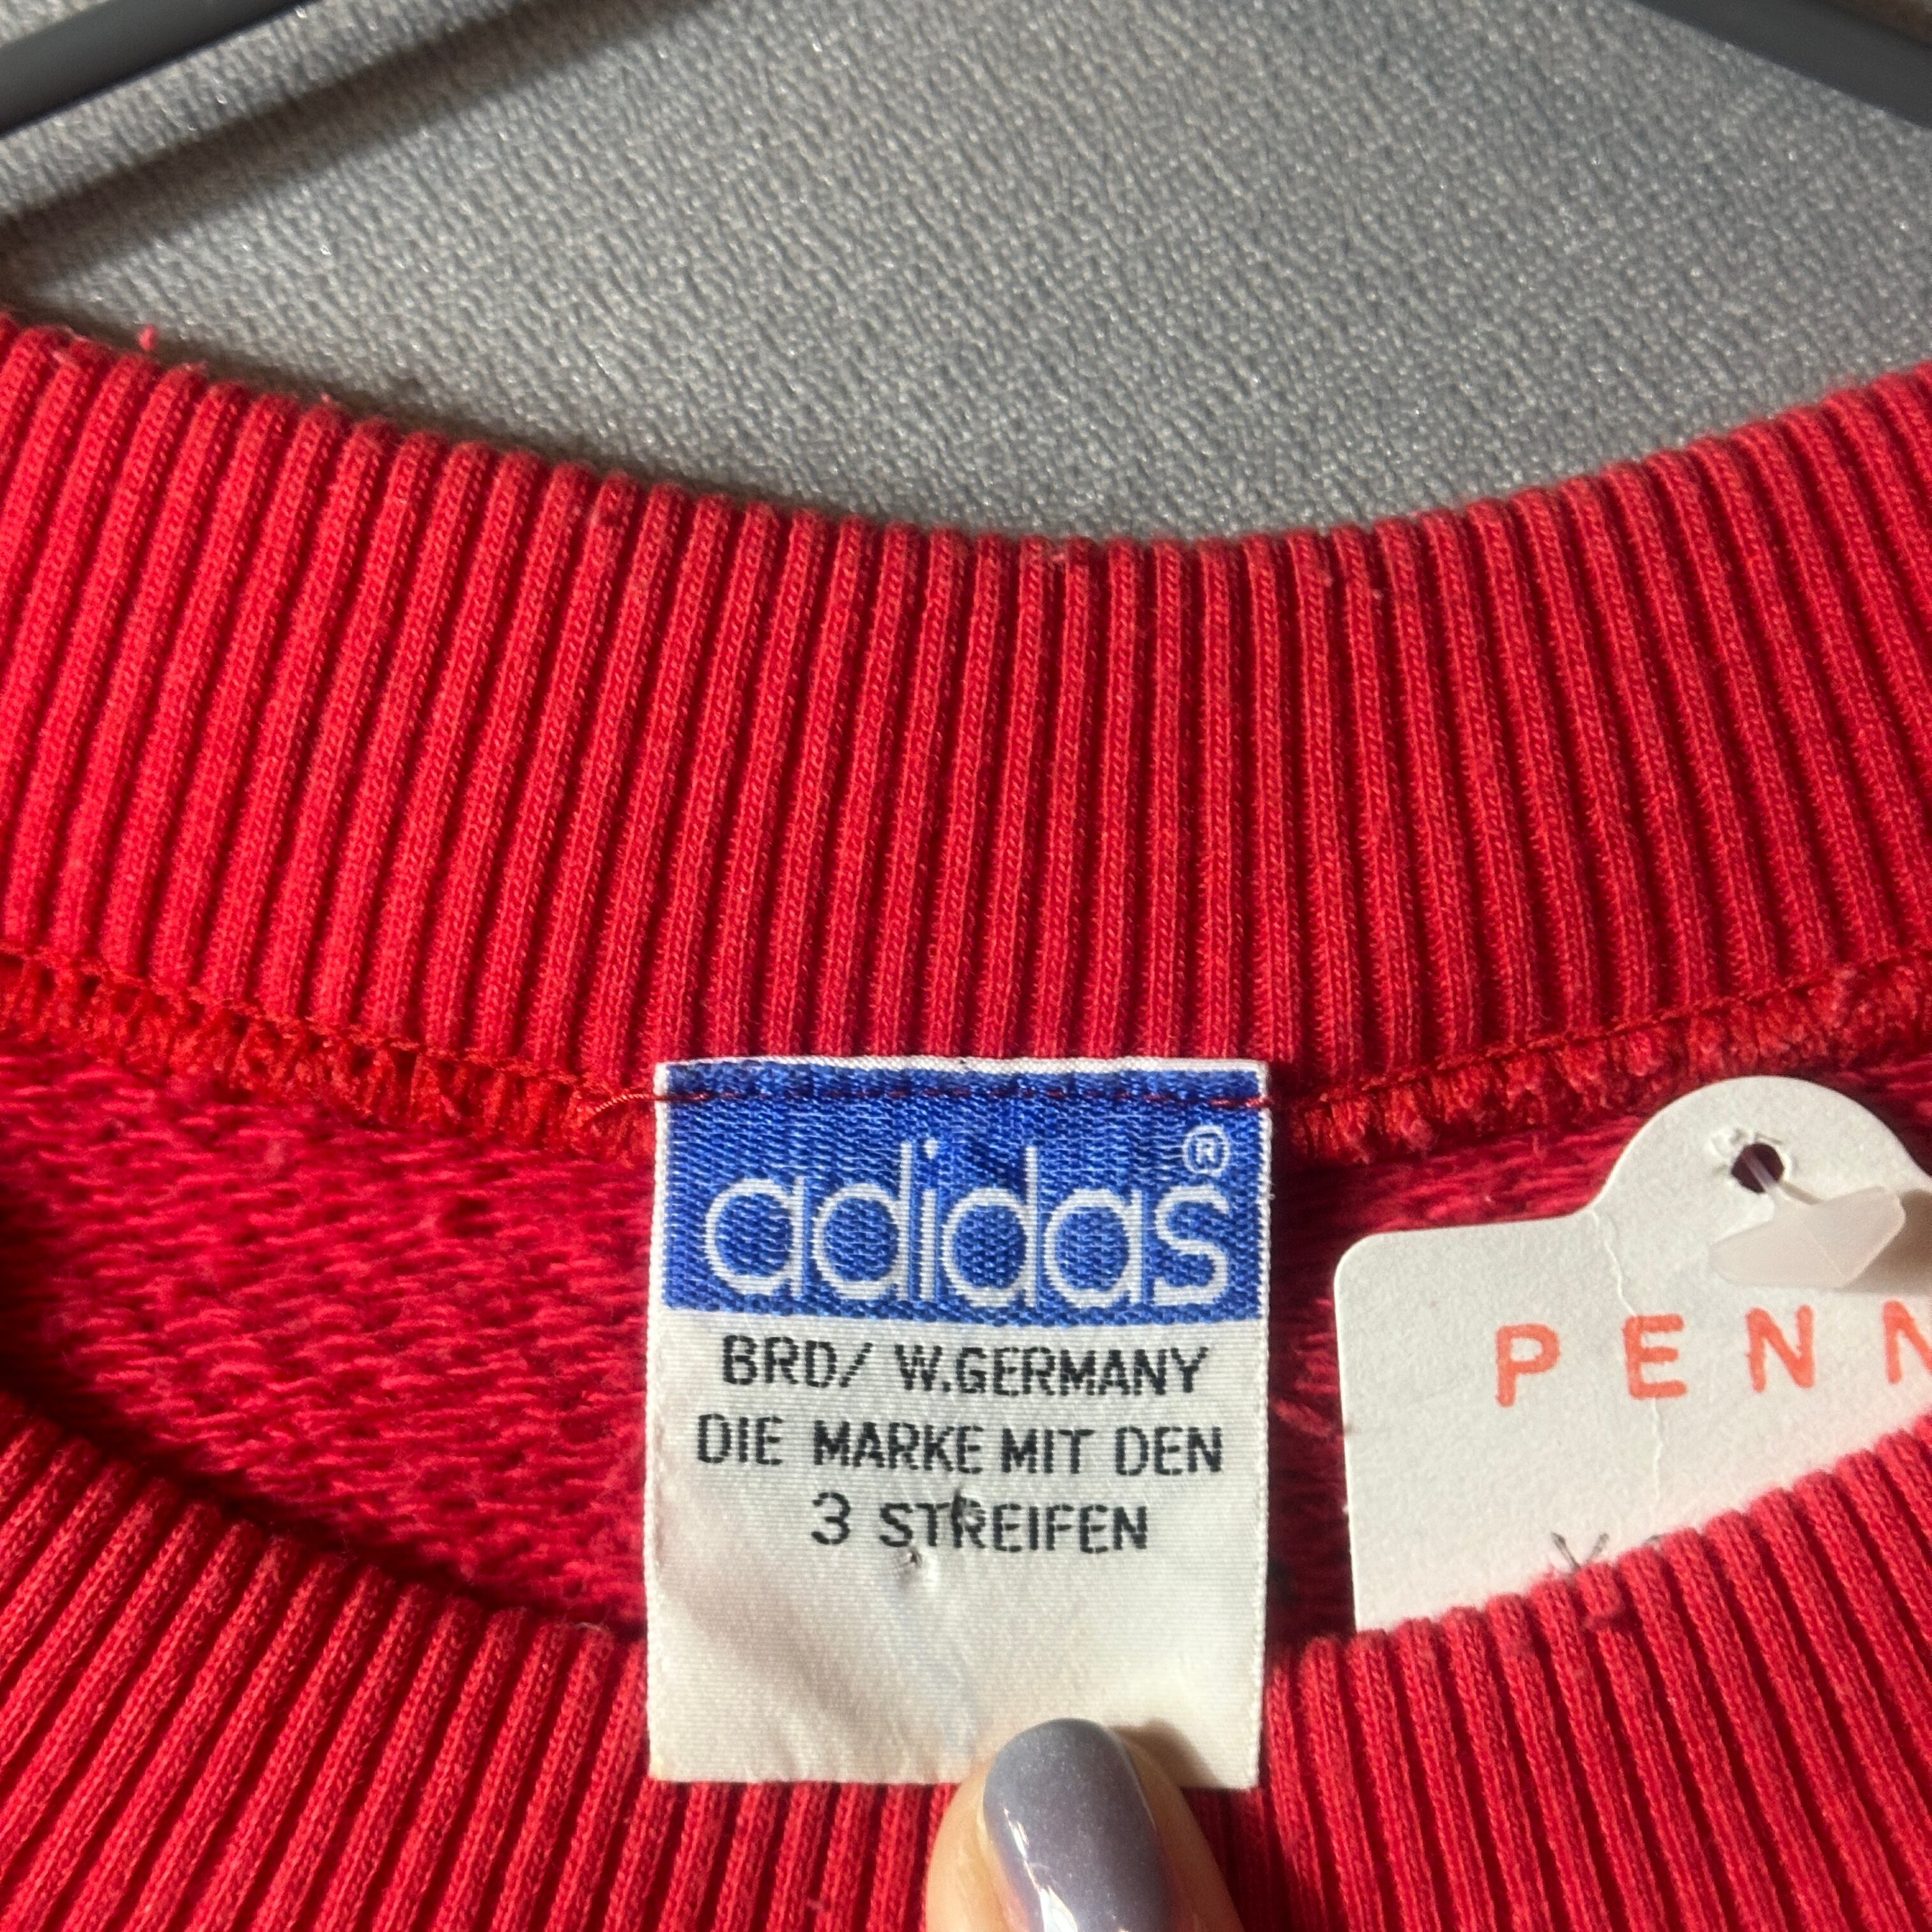 adidas®
BRD/ W.GERMANY
DIE MARKE MIT DEN
3 STREIFEN
PENN